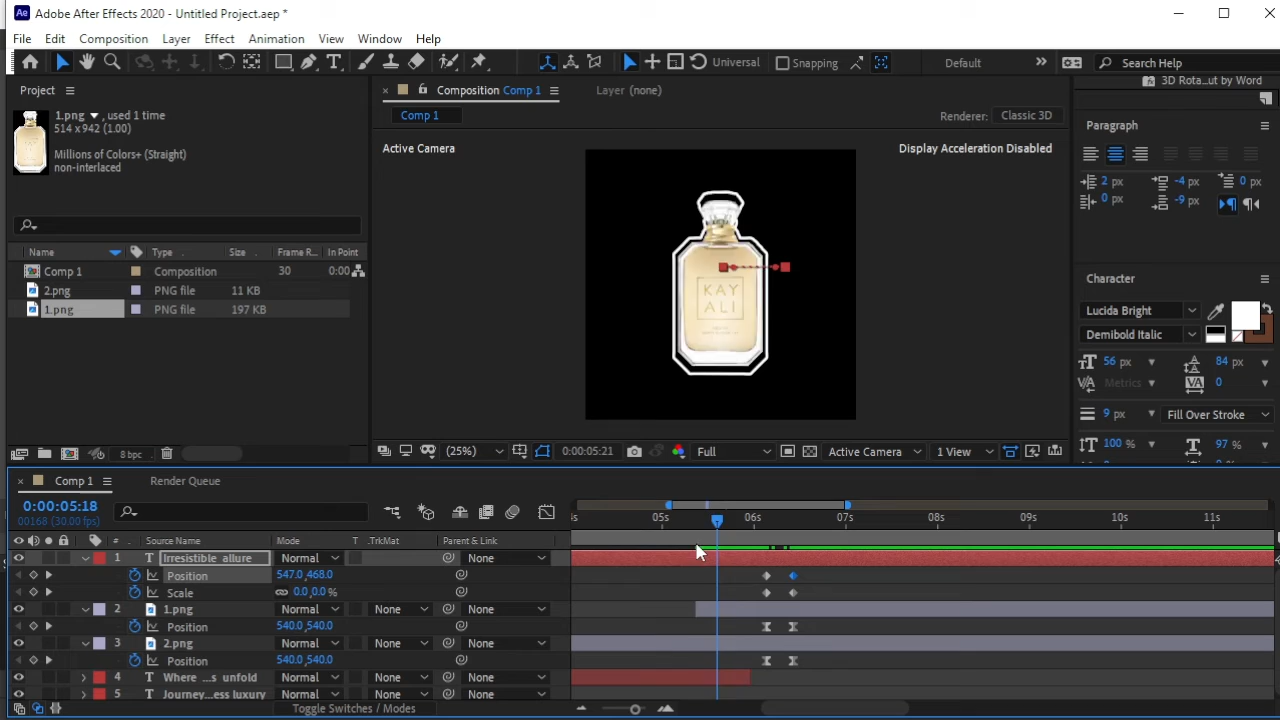 Adobe After Effects 2020 - Untitled Project.aep *
File Edit Composition Layer Effect Animation View Window Help
Universal Snapping Default Search Help
Project
Composition Comp 1
Layer (none)
3D Rota...ut by Word
1.png , used 1 time
514 x 942 (1.00)
Millions of Colors+ (Straight)
non-interlaced
Comp 1
Renderer: Classic 3D
Active Camera
Display Acceleration Disabled
KAY
ALI
Name Type Size Frame R... In Point
Comp 1 Composition 30 0:00
2.png PNG file 11 KB
1.png PNG file 197 KB
8 bpc
(25%) 0:00:05:21 Full Active Camera 1 View
Paragraph
2 px -4 px 0 px
0 px -9 px
Character
Lucida Bright
Demibold Italic
56 px 84 px
Metrics 0
9 px Fill Over Stroke
100 % 97 %
Comp 1 Render Queue
0:00:05:18
00168 (30.00 fps)
05s 06s 07s 08s 09s 10s 11s
# Source Name Mode T .TrkMat Parent & Link
1 T Irresistible allure Normal None
Position 547.0,468.0
Scale 0.0,0.0%
2 1.png Normal None None
Position 540.0,540.0
3 2.png Normal None None
Position 540.0,540.0
4 T Where ...s unfold Normal None None
5 T Journey...ess luxury Normal None None
Toggle Switches / Modes